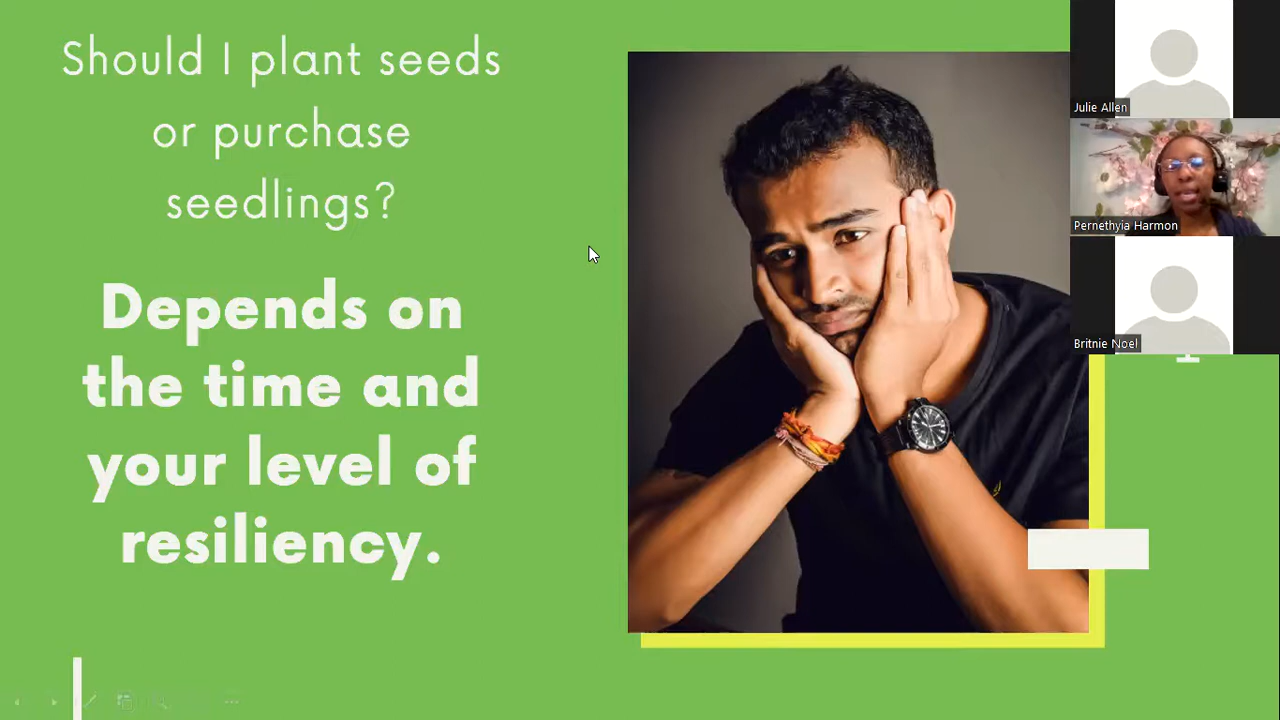 Should I plant seeds
or purchase
seedlings?
Depends on
the time and
your level of
resiliency.
Julie Allen
Pernethyia Harmon
Britnie Noel